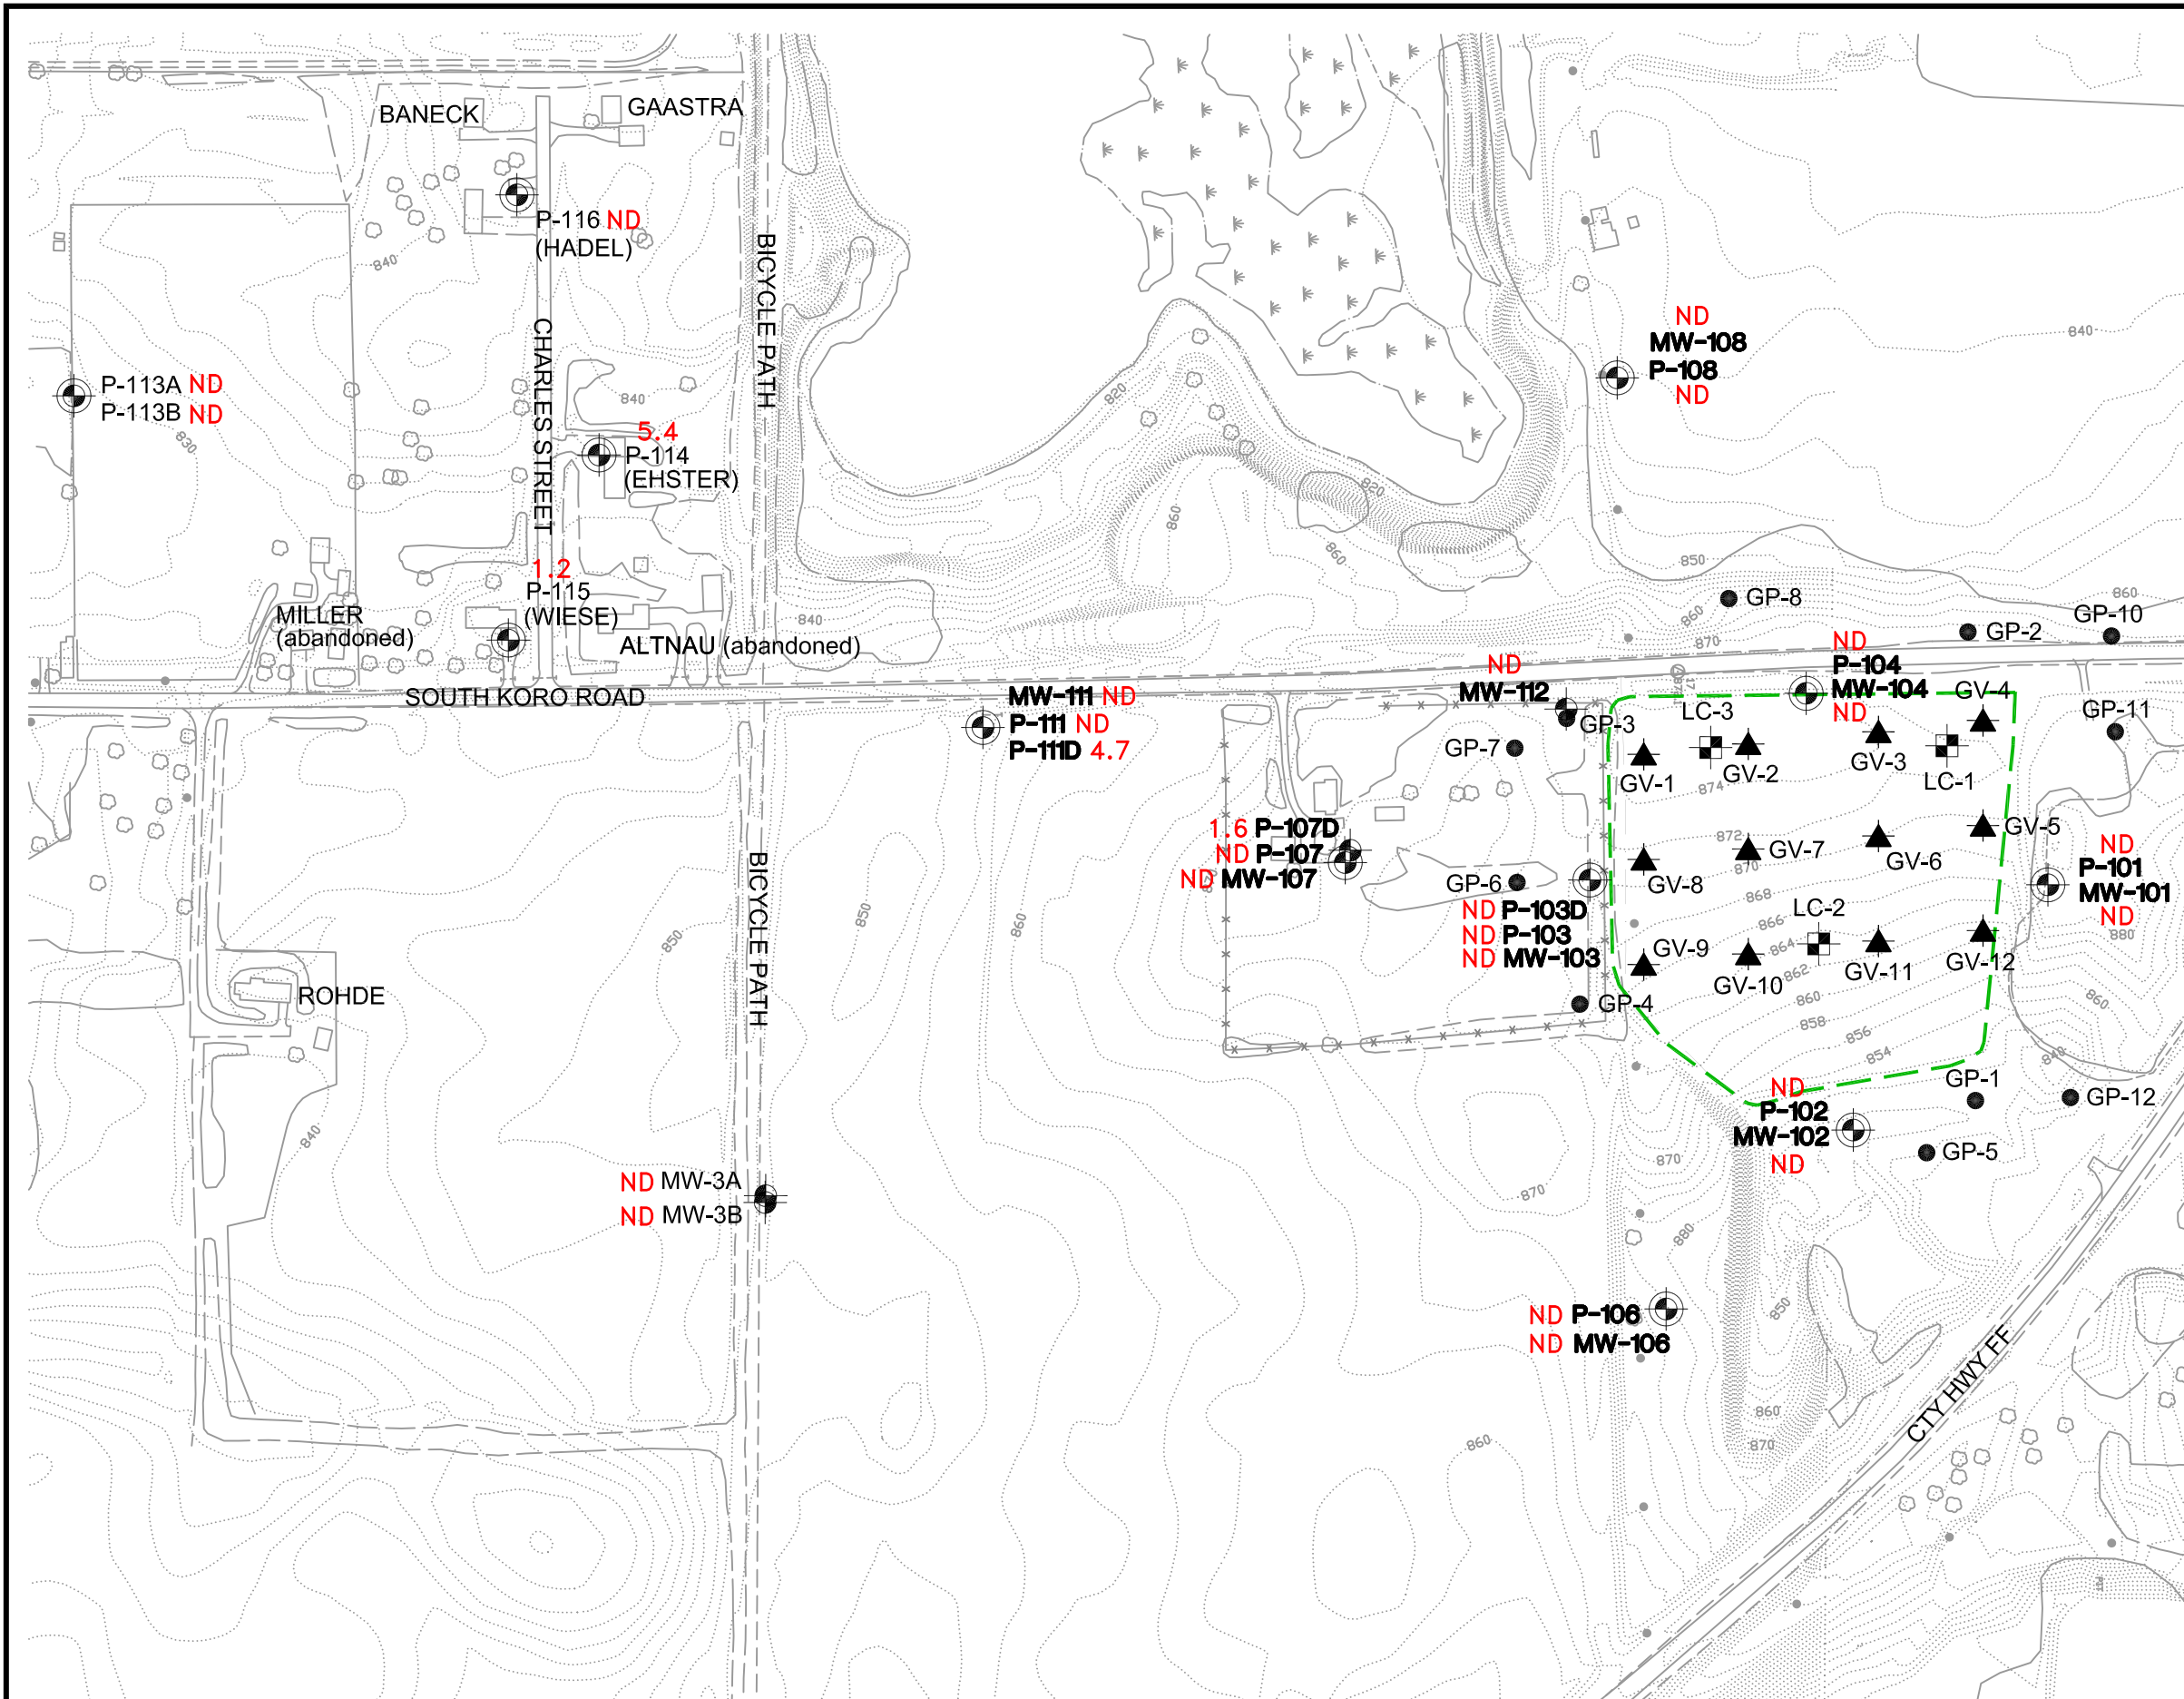 BANECK
GAASTRA
P-116 ND
(HADEL)
840
BICYCLE PATH
CHARLES STREET
P-113A ND
P-113B ND
830
840
5.4
P-114
(EHSTER)
1.2
P-115
(WIESE)
MILLER
(abandoned)
ALTNAU (abandoned)
SOUTH KORO ROAD
840
820
820
860
860
ND
MW-108
P-108
ND
840
850
860
870
860
GP-8
GP-2
GP-10
ND
P-104
MW-104
ND
ND
MW-112
GP-3
GP-7
MW-111 ND
P-111 ND
P-111D 4.7
LC-3
GV-4
GP-11
GV-1
GV-2
GV-3
LC-1
874
872
870
1.6 P-107D
ND P-107
ND MW-107
GV-7
GV-6
GV-5
GV-8
GP-6
ND P-103D
ND P-103
ND MW-103
ND
P-101
MW-101
ND
880
868
866
864
862
860
858
856
854
LC-2
GV-9
GV-10
GV-11
GV-12
GP-4
860
840
850
850
860
BICYCLE PATH
ROHDE
840
GP-1
GP-12
ND
P-102
MW-102
ND
GP-5
870
870
880
ND MW-3A
ND MW-3B
ND P-106
ND MW-106
850
860
870
860
CTY HWY FF